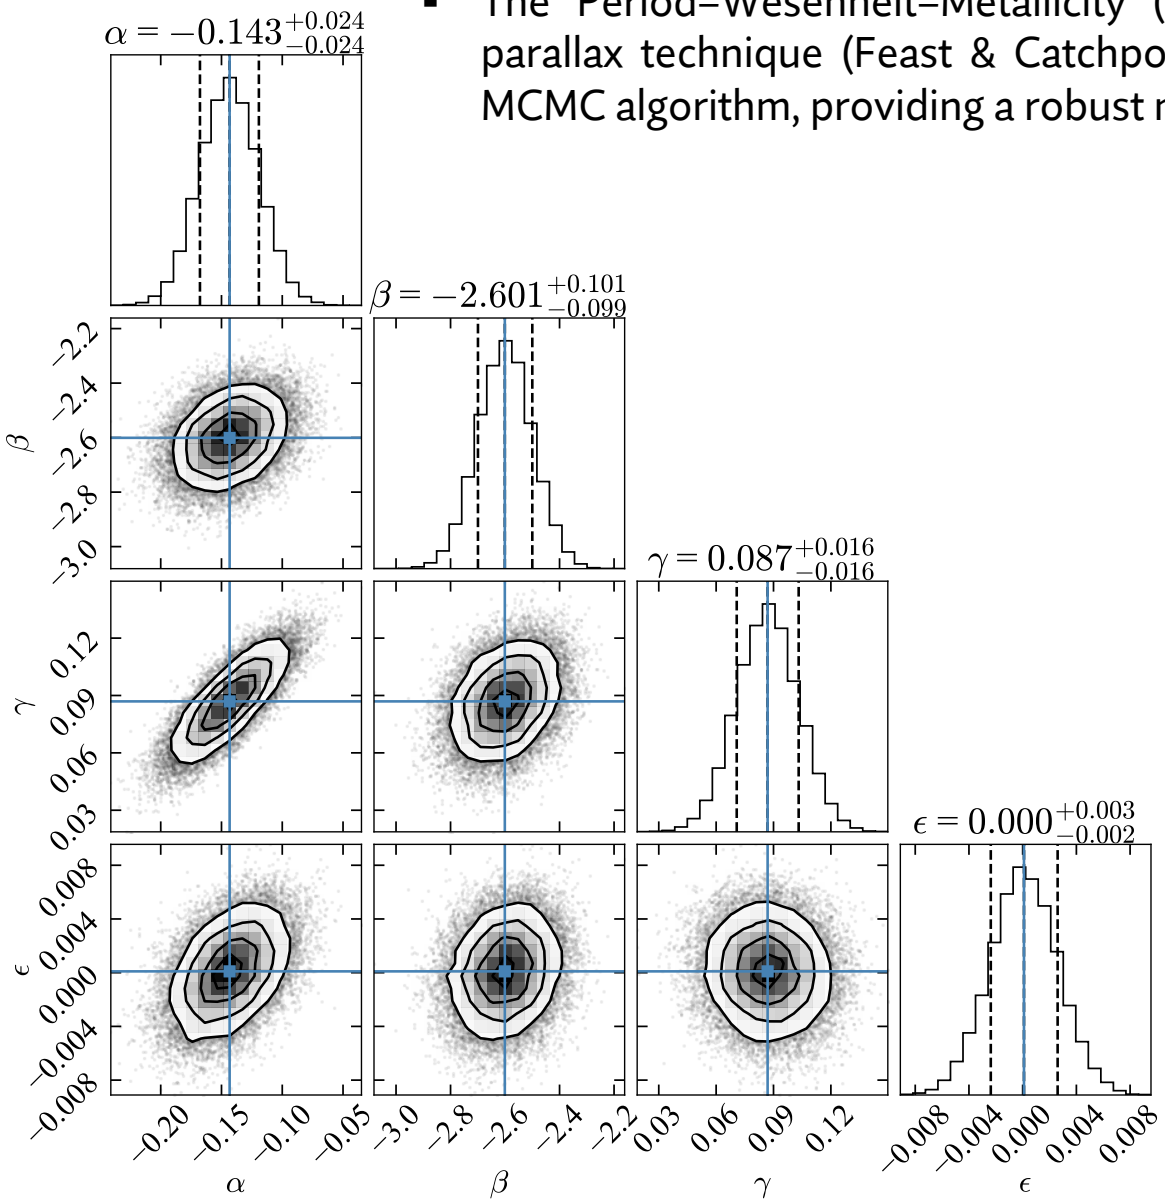 The Period–Wesenheit–Metallicity (
parallax technique (Feast & Catchpo
MCMC algorithm, providing a robust
α = −0.143 +0.024 −0.024
β = −2.601 +0.101 −0.099
−2.2
−2.4
−2.6
−2.8
−3.0
β
γ = 0.087 +0.016 −0.016
0.12
0.09
0.06
0.03
γ
ϵ = 0.000 +0.003 −0.002
0.008
0.004
0.000
−0.004
−0.008
ϵ
−0.20 −0.15 −0.10 −0.05 −3.0 −2.8 −2.6 −2.4 −2.2 0.03 0.06 0.09 0.12 −0.008 −0.004 0.000 0.004 0.008
α β γ ϵ